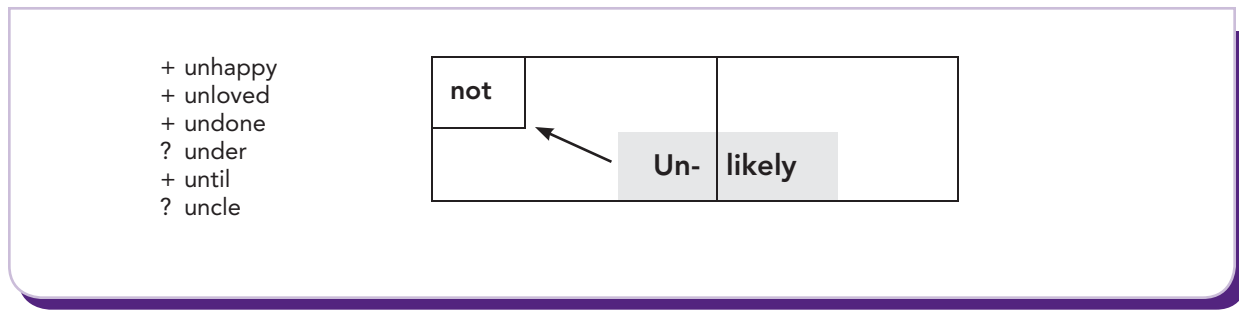 + unhappy
+ unloved
+ undone
? under
+ until
? uncle
not
Un- likely